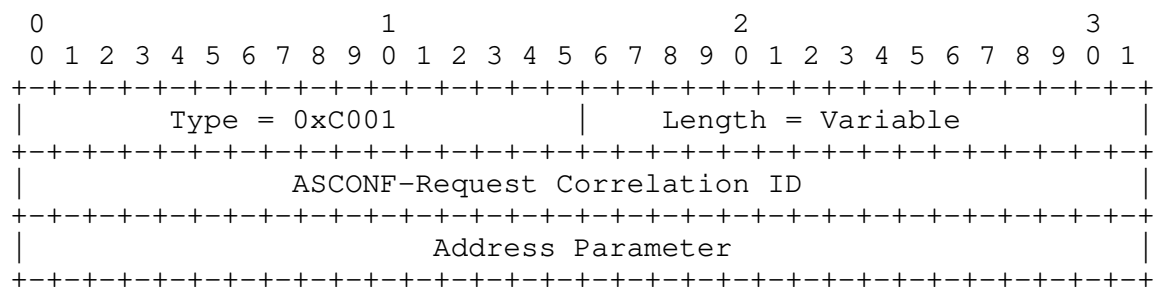 0                   1                   2                   3
 0 1 2 3 4 5 6 7 8 9 0 1 2 3 4 5 6 7 8 9 0 1 2 3 4 5 6 7 8 9 0 1
+-+-+-+-+-+-+-+-+-+-+-+-+-+-+-+-+-+-+-+-+-+-+-+-+-+-+-+-+-+-+-+-+
|        Type = 0xC001          |    Length = Variable          |
+-+-+-+-+-+-+-+-+-+-+-+-+-+-+-+-+-+-+-+-+-+-+-+-+-+-+-+-+-+-+-+-+
|               ASCONF-Request Correlation ID                   |
+-+-+-+-+-+-+-+-+-+-+-+-+-+-+-+-+-+-+-+-+-+-+-+-+-+-+-+-+-+-+-+-+
|                       Address Parameter                       |
+-+-+-+-+-+-+-+-+-+-+-+-+-+-+-+-+-+-+-+-+-+-+-+-+-+-+-+-+-+-+-+-+